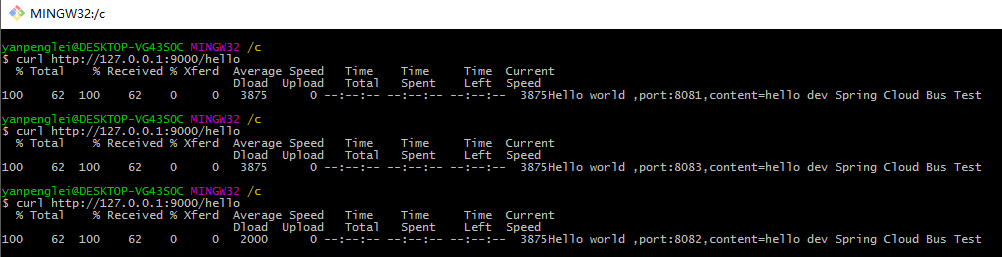 MINGW32:/c
yanpenglei@DESKTOP-VG43SOC MINGW32 /c
$ curl http://127.0.0.1:9000/hello
  % Total    % Received % Xferd  Average Speed   Time    Time     Time  Current
                                 Dload  Upload   Total   Spent    Left  Speed
100    62  100    62    0     0   3875      0 --:--:-- --:--:-- --:--:--  3875Hello world ,port:8081,content=hello dev Spring Cloud Bus Test
yanpenglei@DESKTOP-VG43SOC MINGW32 /c
$ curl http://127.0.0.1:9000/hello
  % Total    % Received % Xferd  Average Speed   Time    Time     Time  Current
                                 Dload  Upload   Total   Spent    Left  Speed
100    62  100    62    0     0   3875      0 --:--:-- --:--:-- --:--:--  3875Hello world ,port:8083,content=hello dev Spring Cloud Bus Test
yanpenglei@DESKTOP-VG43SOC MINGW32 /c
$ curl http://127.0.0.1:9000/hello
  % Total    % Received % Xferd  Average Speed   Time    Time     Time  Current
                                 Dload  Upload   Total   Spent    Left  Speed
100    62  100    62    0     0   2000      0 --:--:-- --:--:-- --:--:--  3875Hello world ,port:8082,content=hello dev Spring Cloud Bus Test